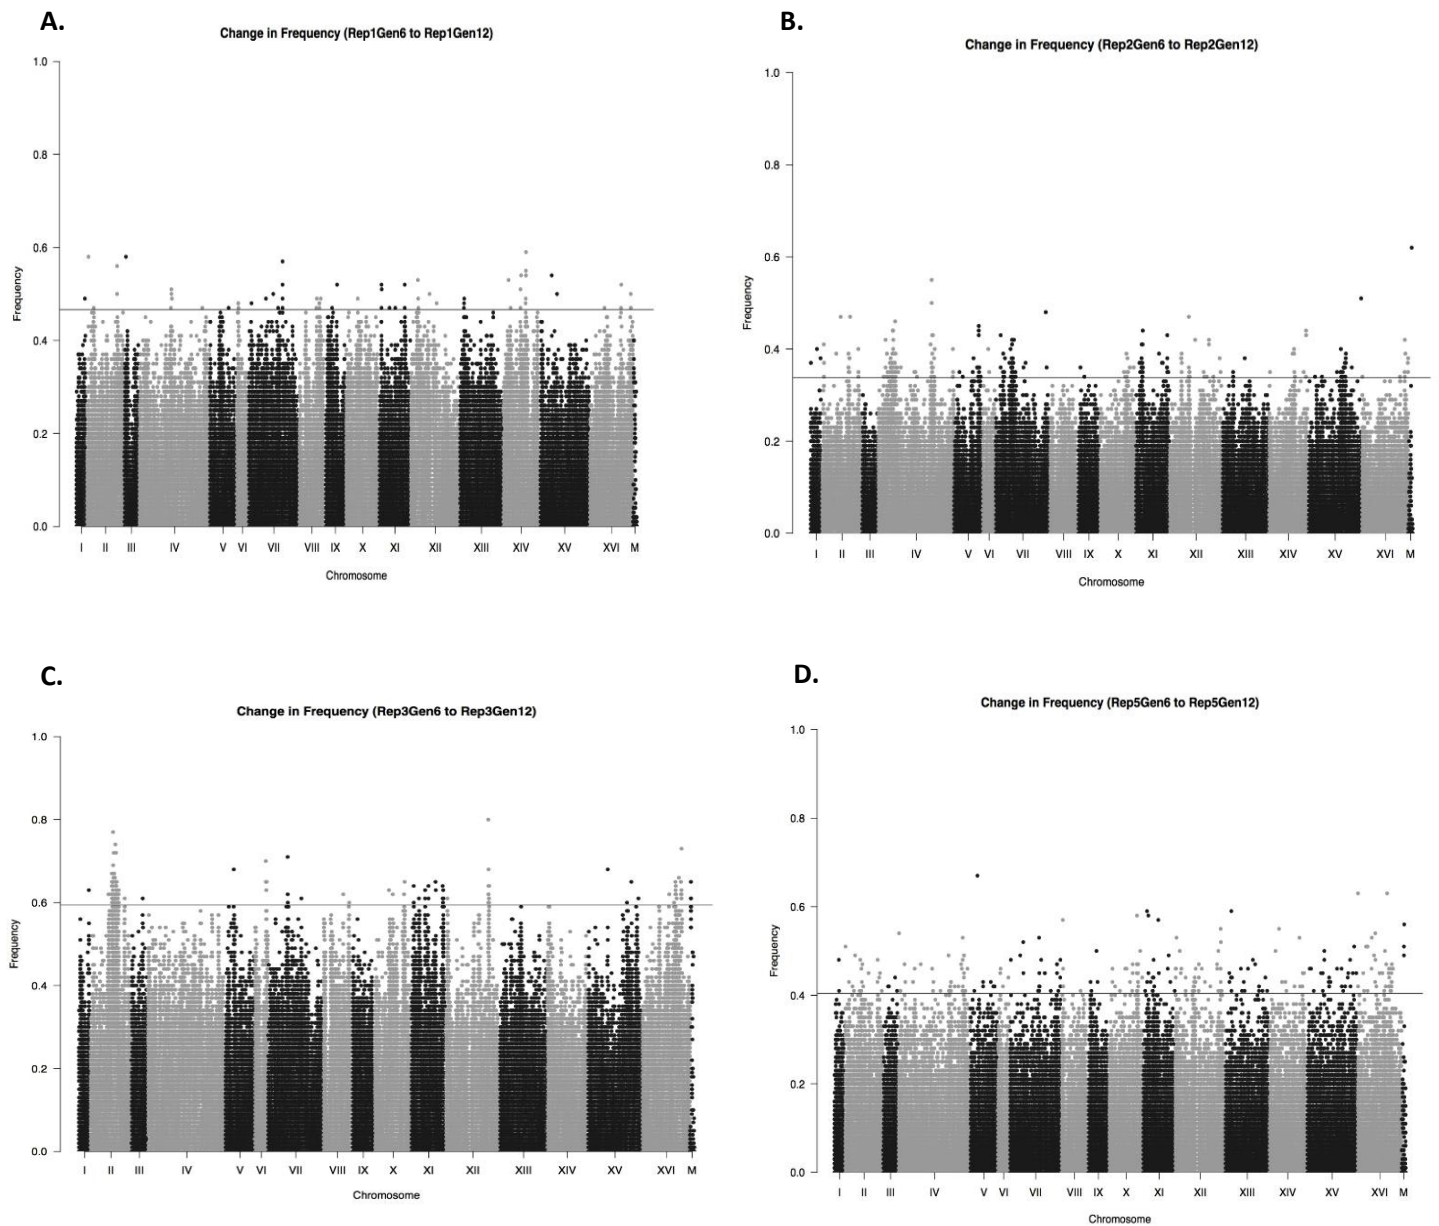 A.
Change in Frequency (Rep1Gen6 to Rep1Gen12)
1.0
0.8
0.6
0.4
0.2
0.0
Frequency
I II III IV V VI VII VIII IX X XI XII XIII XIV XV XVI M
Chromosome
B.
Change in Frequency (Rep2Gen6 to Rep2Gen12)
1.0
0.8
0.6
0.4
0.2
0.0
Frequency
I II III IV V VI VII VIII IX X XI XII XIII XIV XV XVI M
Chromosome
C.
Change in Frequency (Rep3Gen6 to Rep3Gen12)
1.0
0.8
0.6
0.4
0.2
0.0
Frequency
I II III IV V VI VII VIII IX X XI XII XIII XIV XV XVI M
Chromosome
D.
Change in Frequency (Rep5Gen6 to Rep5Gen12)
1.0
0.8
0.6
0.4
0.2
0.0
Frequency
I II III IV V VI VII VIII IX X XI XII XIII XIV XV XVI M
Chromosome